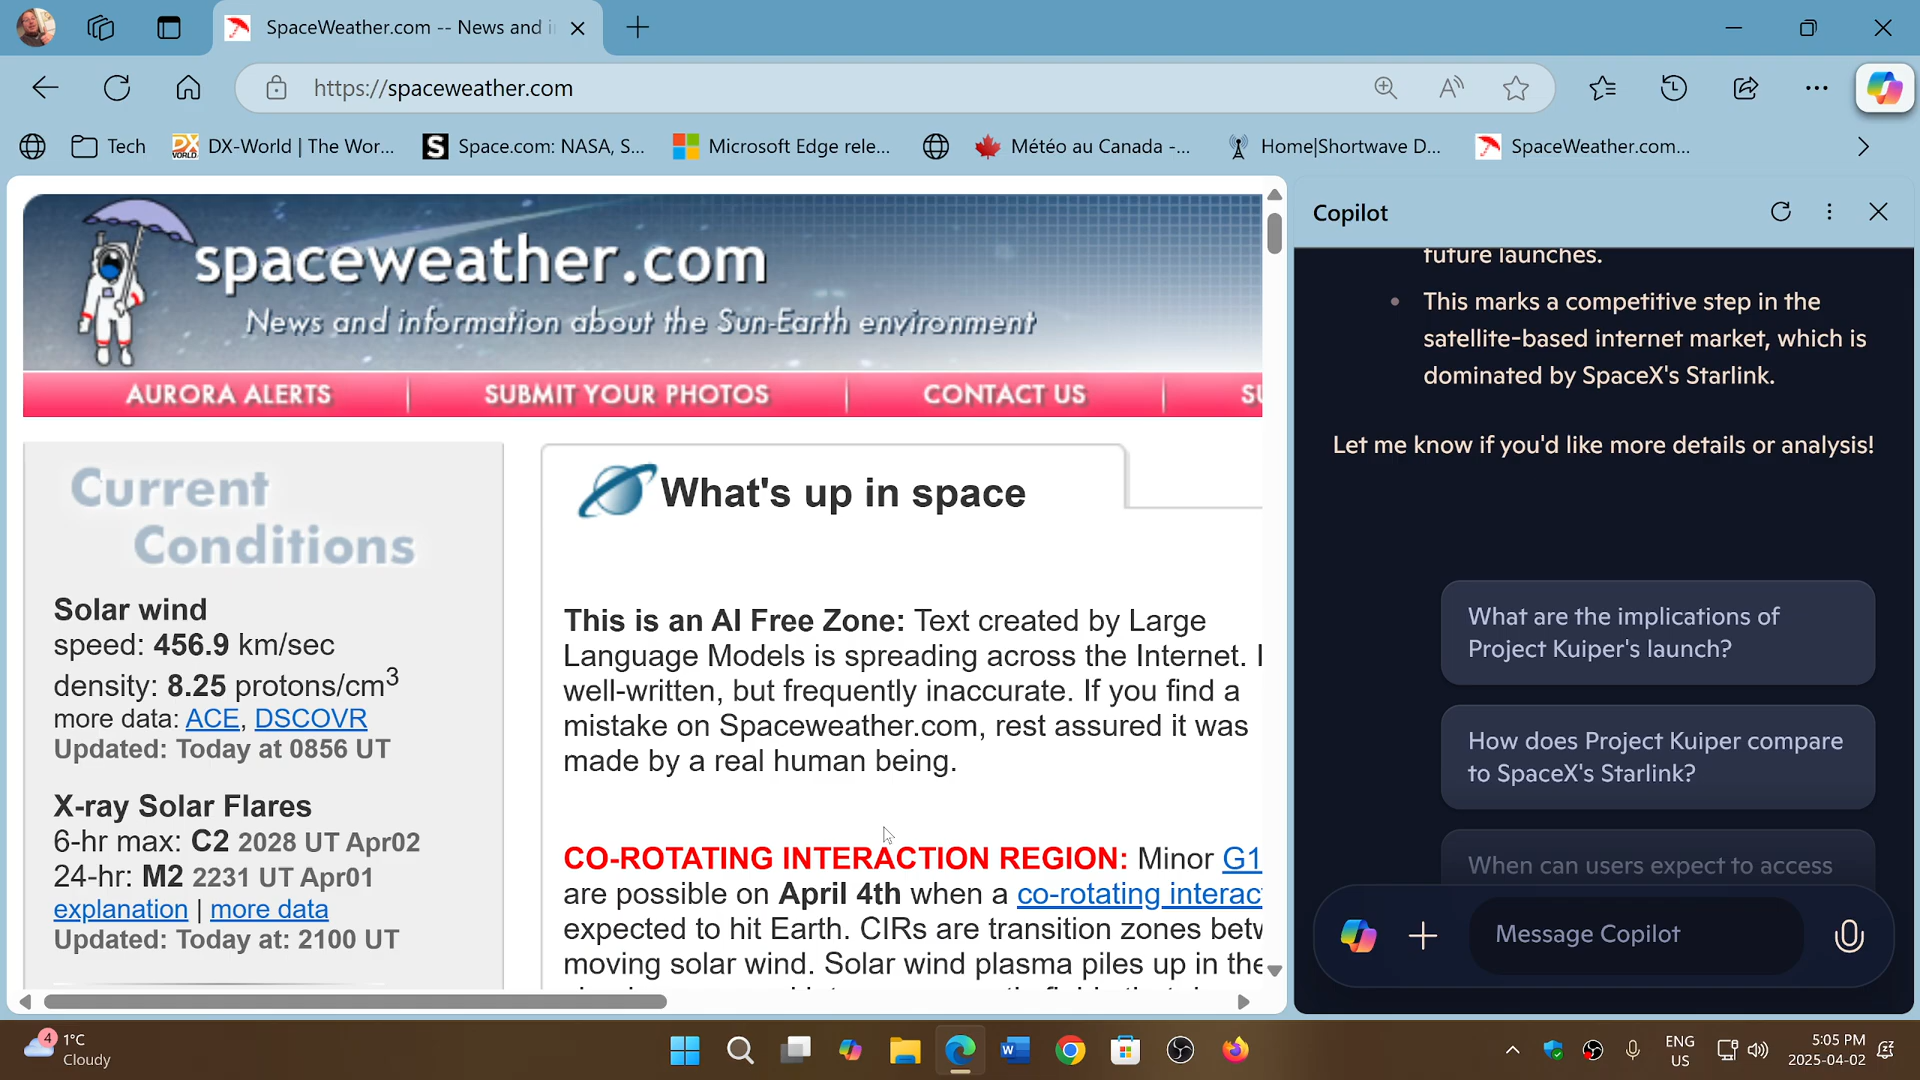 SpaceWeather.com -- News and i
https://spaceweather.com
Tech
DX-World | The Wor...
Space.com: NASA, S...
Microsoft Edge rele...
Météo au Canada -...
Home|Shortwave D...
SpaceWeather.com...
spaceweather.com
News and information about the Sun-Earth environment
AURORA ALERTS
SUBMIT YOUR PHOTOS
CONTACT US
SU
Current
Conditions
Solar wind
speed: 456.9 km/sec
density: 8.25 protons/cm3
more data: ACE, DSCOVR
Updated: Today at 0856 UT
X-ray Solar Flares
6-hr max: C2 2028 UT Apr02
24-hr: M2 2231 UT Apr01
explanation | more data
Updated: Today at: 2100 UT
What's up in space
This is an AI Free Zone: Text created by Large
Language Models is spreading across the Internet. I
well-written, but frequently inaccurate. If you find a
mistake on Spaceweather.com, rest assured it was
made by a real human being.
CO-ROTATING INTERACTION REGION: Minor G1
are possible on April 4th when a co-rotating interac
expected to hit Earth. CIRs are transition zones betw
moving solar wind. Solar wind plasma piles up in the
Copilot
future launches.
• This marks a competitive step in the
satellite-based internet market, which is
dominated by SpaceX's Starlink.
Let me know if you'd like more details or analysis!
What are the implications of
Project Kuiper's launch?
How does Project Kuiper compare
to SpaceX's Starlink?
When can users expect to access
Message Copilot
4
1°C
Cloudy
ENG
US
5:05 PM
2025-04-02